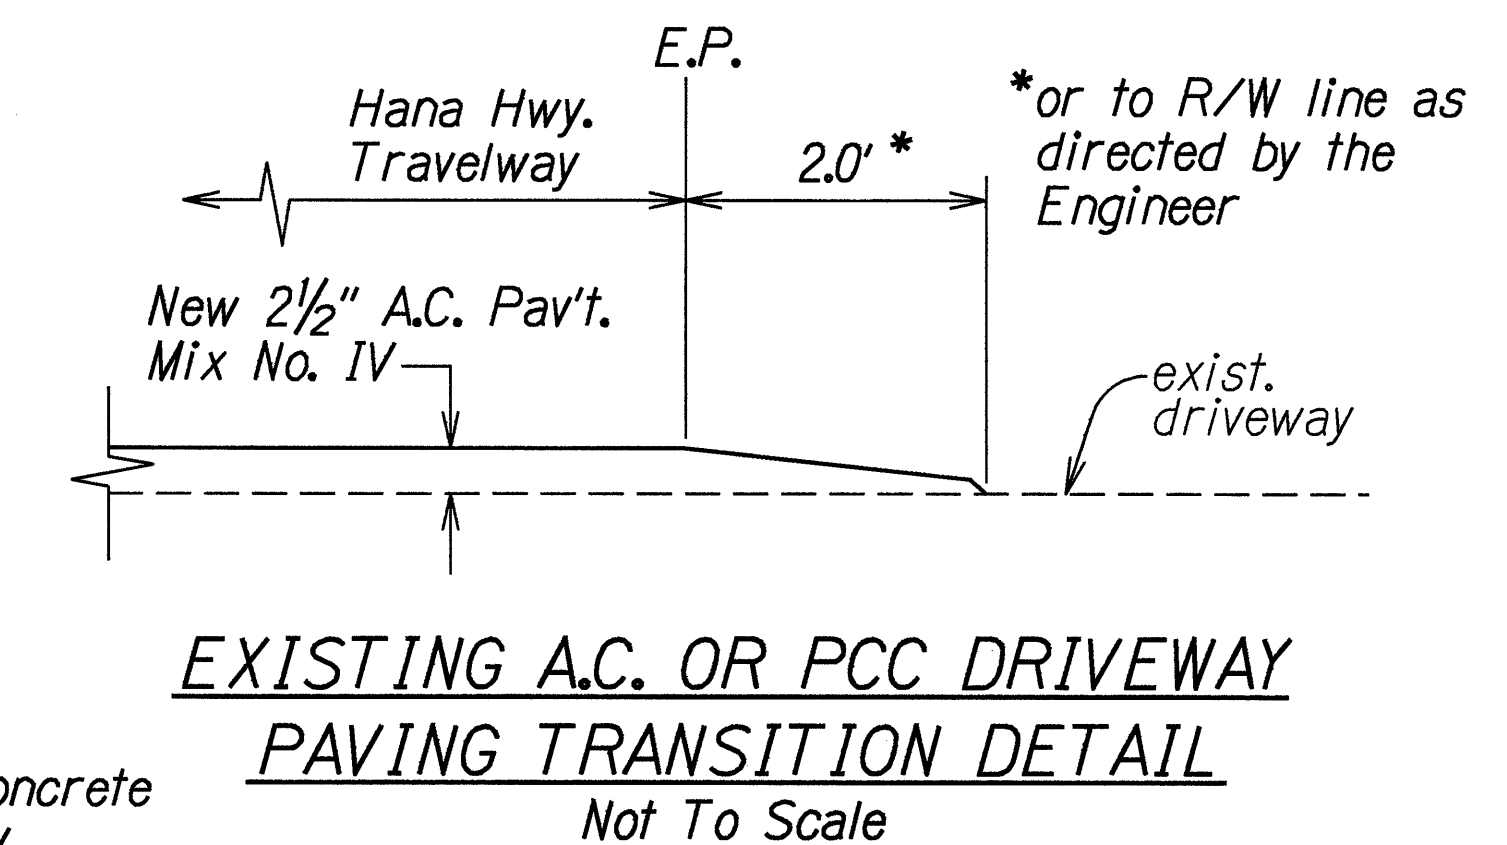 E.P.
Hana Hwy.
Travelway
2.0' *
*or to R/W line as
directed by the
Engineer
New 2½" A.C. Pav't.
Mix No. IV
exist.
driveway
EXISTING A.C. OR PCC DRIVEWAY
PAVING TRANSITION DETAIL
Not To Scale
oncrete